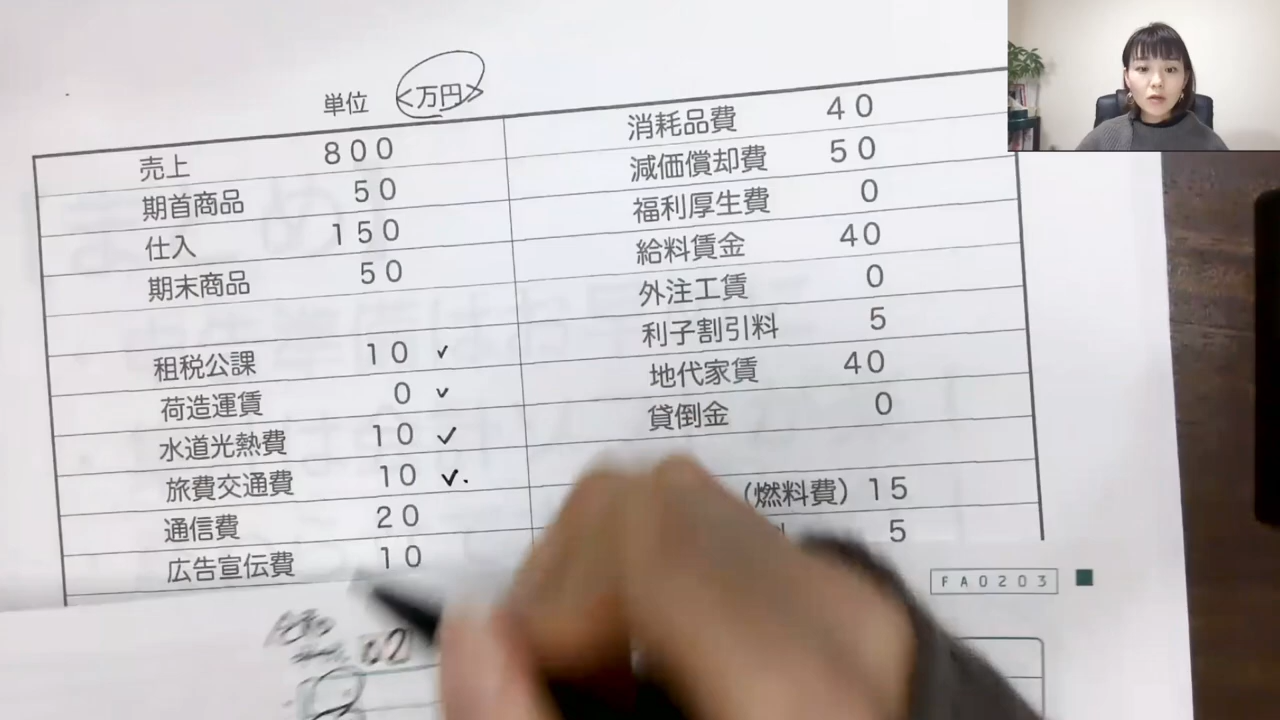 単位 <万円>
売上 800
期首商品 50
仕入 150
期末商品 50
租税公課 10 ✓
荷造運賃 0 ✓
水道光熱費 10 ✓
旅費交通費 10 ✓.
通信費 20
広告宣伝費 10
消耗品費 40
減価償却費 50
福利厚生費 0
給料賃金 40
外注工賃 0
利子割引料 5
地代家賃 40
貸倒金 0
(燃料費) 15
5
FA0203
02